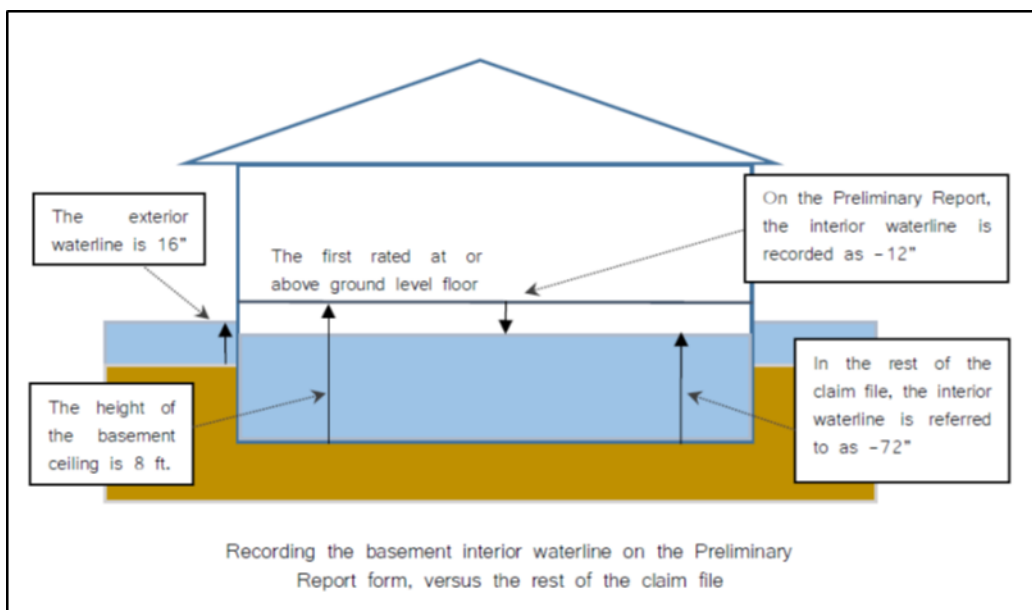 The exterior
waterline is 16”
The first rated at or
above ground level floor
On the Preliminary Report,
the interior waterline is
recorded as -12”
The height of
the basement
ceiling is 8 ft.
In the rest of the
claim file, the interior
waterline is referred
to as -72”
Recording the basement interior waterline on the Preliminary
Report form, versus the rest of the claim file